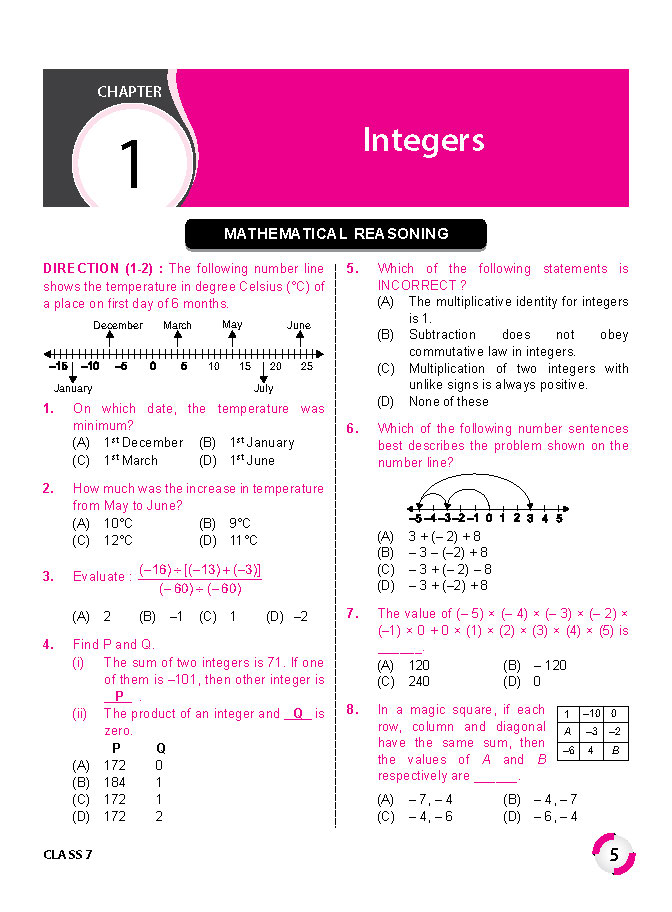 CHAPTER
1
Integers
MATHEMATICAL REASONING
DIRECTION (1-2) : The following number line
shows the temperature in degree Celsius (°C) of
a place on first day of 6 months.
December March May June
–15 –10 –5 0 5 10 15 20 25
January July
1. On which date, the temperature was
minimum?
(A) 1st December (B) 1st January
(C) 1st March (D) 1st June
2. How much was the increase in temperature
from May to June?
(A) 10°C (B) 9°C
(C) 12°C (D) 11°C
3. Evaluate : (–16) ÷ [(–13) + (–3)]
(– 60) ÷ (– 60)
(A) 2 (B) –1 (C) 1 (D) –2
4. Find P and Q.
(i) The sum of two integers is 71. If one
of them is –101, then other integer is
P .
(ii) The product of an integer and Q is
zero.
P Q
(A) 172 0
(B) 184 1
(C) 172 1
(D) 172 2
5. Which of the following statements is
INCORRECT ?
(A) The multiplicative identity for integers
is 1.
(B) Subtraction does not obey
commutative law in integers.
(C) Multiplication of two integers with
unlike signs is always positive.
(D) None of these
6. Which of the following number sentences
best describes the problem shown on the
number line?
–5 –4 –3 –2 –1 0 1 2 3 4 5
(A) 3 + (– 2) + 8
(B) – 3 – (–2) + 8
(C) – 3 + (– 2) – 8
(D) – 3 + (–2) + 8
7. The value of (– 5) × (– 4) × (– 3) × (– 2) ×
(–1) × 0 + 0 × (1) × (2) × (3) × (4) × (5) is
______.
(A) 120 (B) – 120
(C) 240 (D) 0
8. In a magic square, if each
row, column and diagonal
have the same sum, then
the values of A and B
respectively are ______.
1 –10 0
A –3 –2
–6 4 B
(A) – 7, – 4 (B) – 4, – 7
(C) – 4, – 6 (D) – 6, – 4
CLASS 7
5